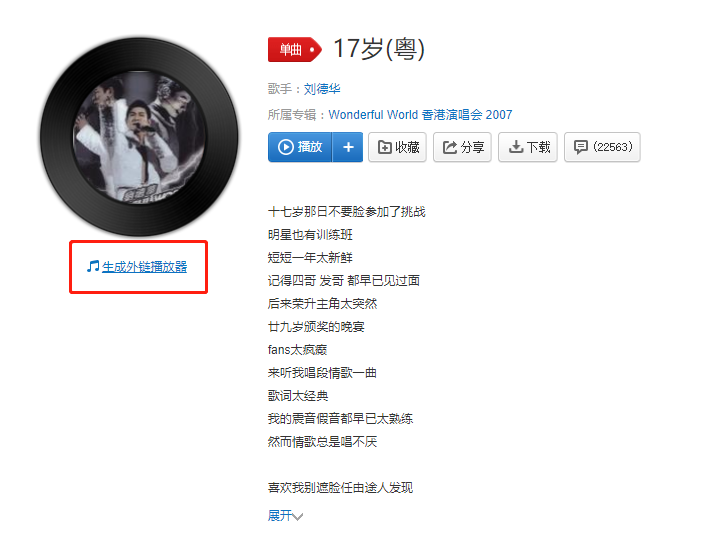 单曲 17岁(粤)
歌手：刘德华
所属专辑：Wonderful World 香港演唱会 2007
播放 + 收藏 分享 下载 (22563)
生成外链播放器
十七岁那日不要脸参加了挑战
明星也有训练班
短短一年太新鲜
记得四哥 发哥 都早已见过面
后来荣升主角太突然
廿九岁颁奖的晚宴
fans太疯癫
来听我唱段情歌一曲
歌词太经典
我的震音假音都早已太熟练
然而情歌总是唱不厌
喜欢我别遮脸任由途人发现
展开